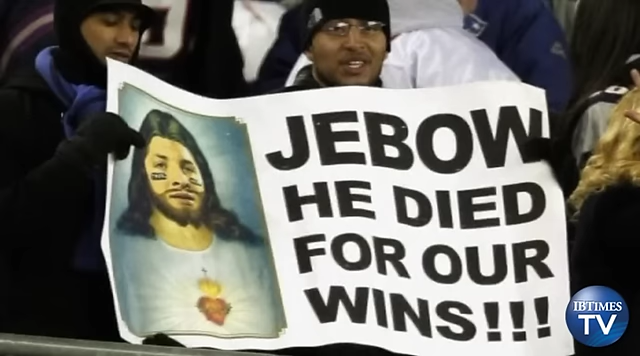 JEBOW
HE DIED
FOR OUR
WINS!!!
IBTIMES
TV